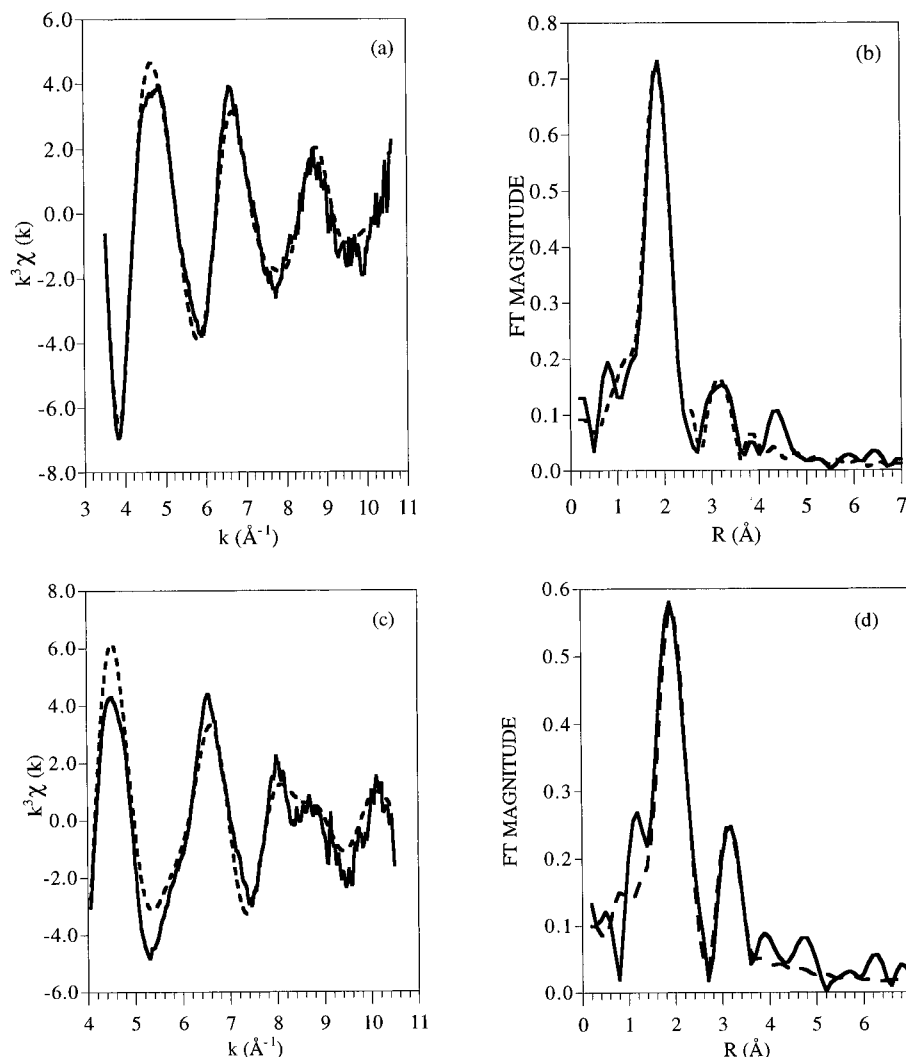 (a)
6.0
4.0
2.0
0.0
-2.0
-4.0
-6.0
-8.0
k³χ (k)
3 4 5 6 7 8 9 10 11
k (Å⁻¹)
(b)
0.8
0.7
0.6
0.5
0.4
0.3
0.2
0.1
0.0
FT MAGNITUDE
0 1 2 3 4 5 6 7
R (Å)
(c)
8.0
6.0
4.0
2.0
0.0
-2.0
-4.0
-6.0
k³χ (k)
4 5 6 7 8 9 10 11
k (Å⁻¹)
(d)
0.6
0.5
0.4
0.3
0.2
0.1
0.0
FT MAGNITUDE
0 1 2 3 4 5 6
R (Å)